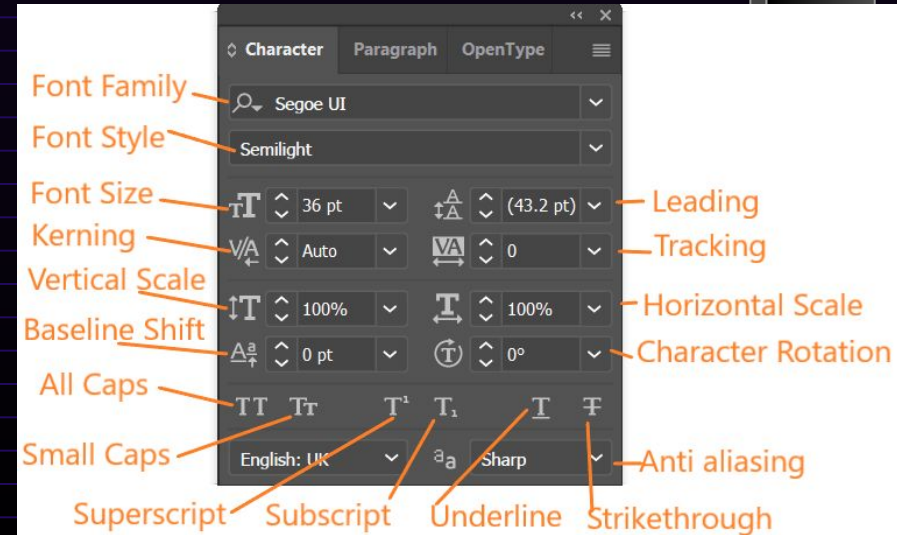 Character Paragraph OpenType
Font Family
Segoe UI
Font Style
Semilight
Font Size
36 pt
(43.2 pt)
Leading
Kerning
Auto
0
Tracking
Vertical Scale
100%
100%
Horizontal Scale
Baseline Shift
0 pt
0°
Character Rotation
All Caps
TT Tᴛ T¹ T₁ T T
Small Caps
English: UK
Sharp
Anti aliasing
Superscript Subscript Underline Strikethrough